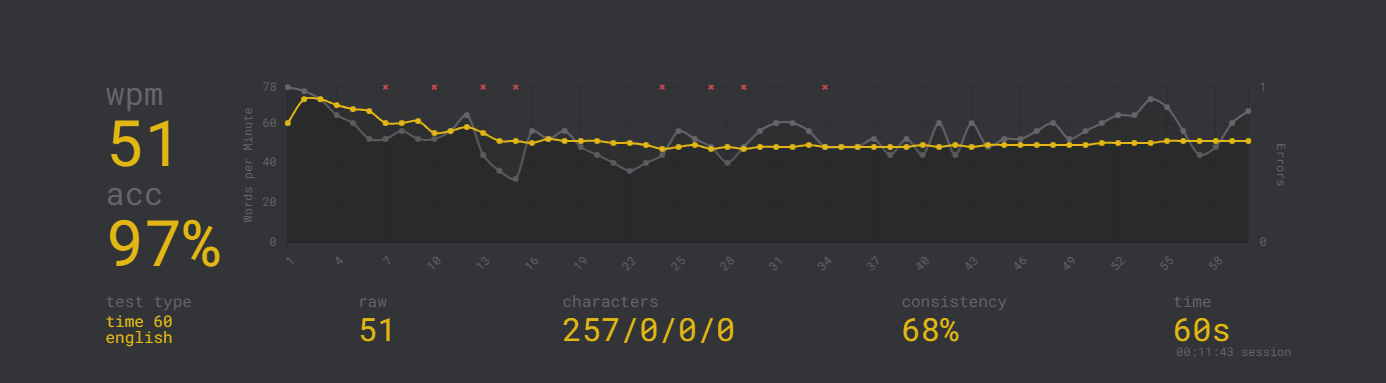 wpm
51
acc
97%
78
60
40
20
0
Words per Minute
1
0
Errors
1 4 7 10 13 16 19 22 25 28 31 34 37 40 43 46 49 52 55 58
test type
time 60
english
raw
51
characters
257/0/0/0
consistency
68%
time
60s
00:11:43 session